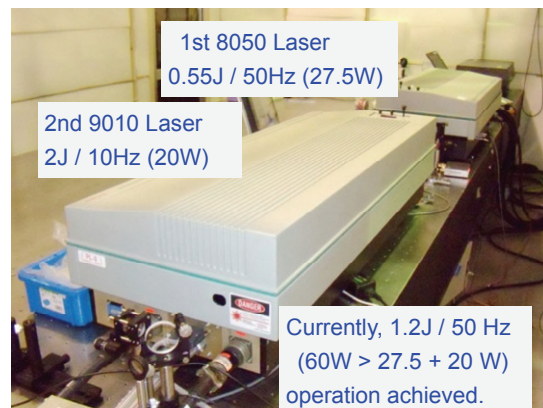 1st 8050 Laser
0.55J / 50Hz (27.5W)
2nd 9010 Laser
2J / 10Hz (20W)
DANGER
Currently, 1.2J / 50 Hz
(60W > 27.5 + 20 W)
operation achieved.